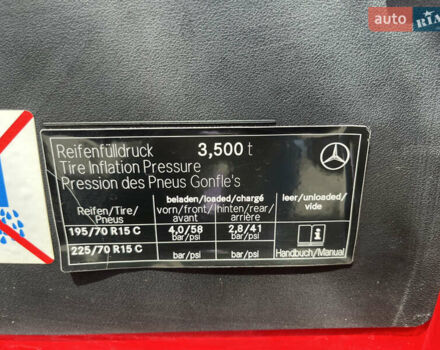 auto RIA
Reifenfülldruck 3,500 t
Tire Inflation Pressure
Pression des Pneus Gonfle's
Reifen/Tire/
Pneus
beladen/loaded/chargé
vorn/front/ hinten/rear/
avant arrière
leer/unloaded/
vide
195/70 R15 C 4,0/58 2,8/41
bar/psi bar/psi
225/70 R15 C
bar/psi bar/psi
Handbuch/Manual